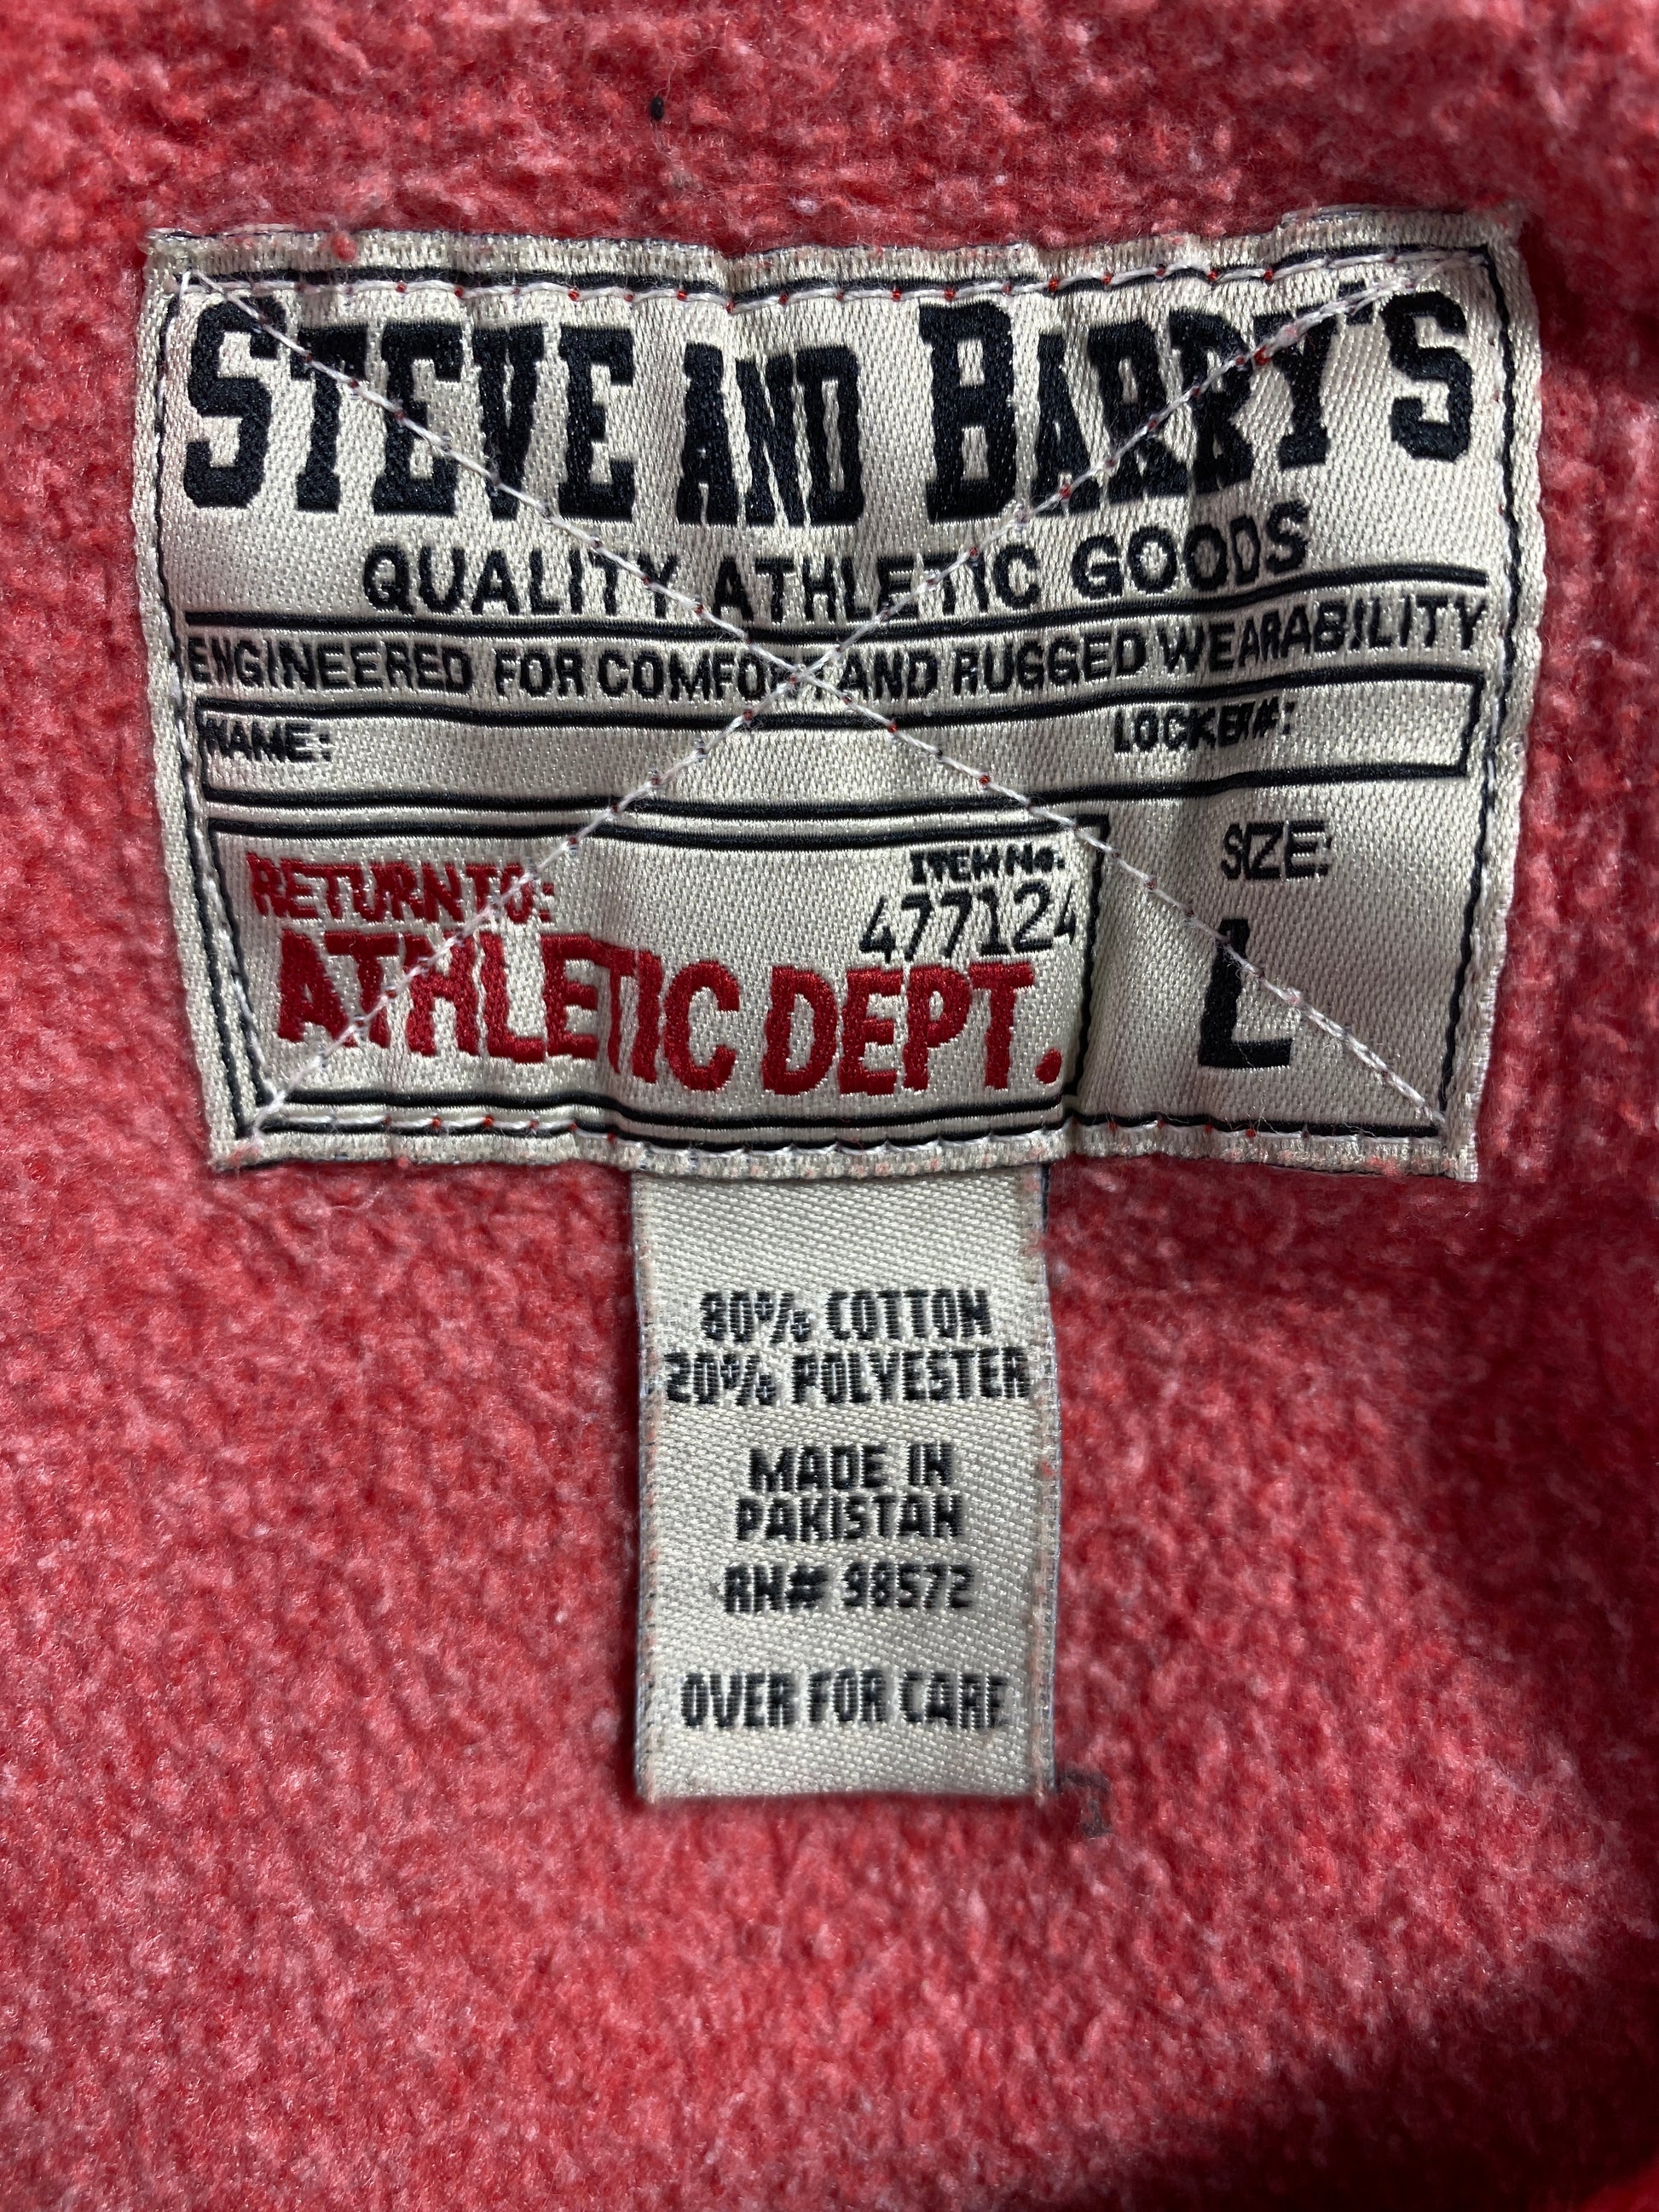 STEVE AND BARRY'S
QUALITY ATHLETIC GOODS
ENGINEERED FOR COMFORT AND RUGGED WEARABILITY
NAME: LOCKER#:
RETURN TO: ITEM No. SIZE:
477124
ATHLETIC DEPT. L
80% COTTON
20% POLYESTER
MADE IN
PAKISTAN
RN# 98572
OVER FOR CARE